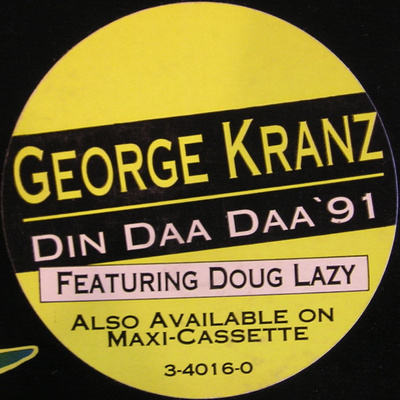 GEORGE KRANZ
DIN DAA DAA`91
FEATURING DOUG LAZY
ALSO AVAILABLE ON
MAXI-CASSETTE
3-4016-0